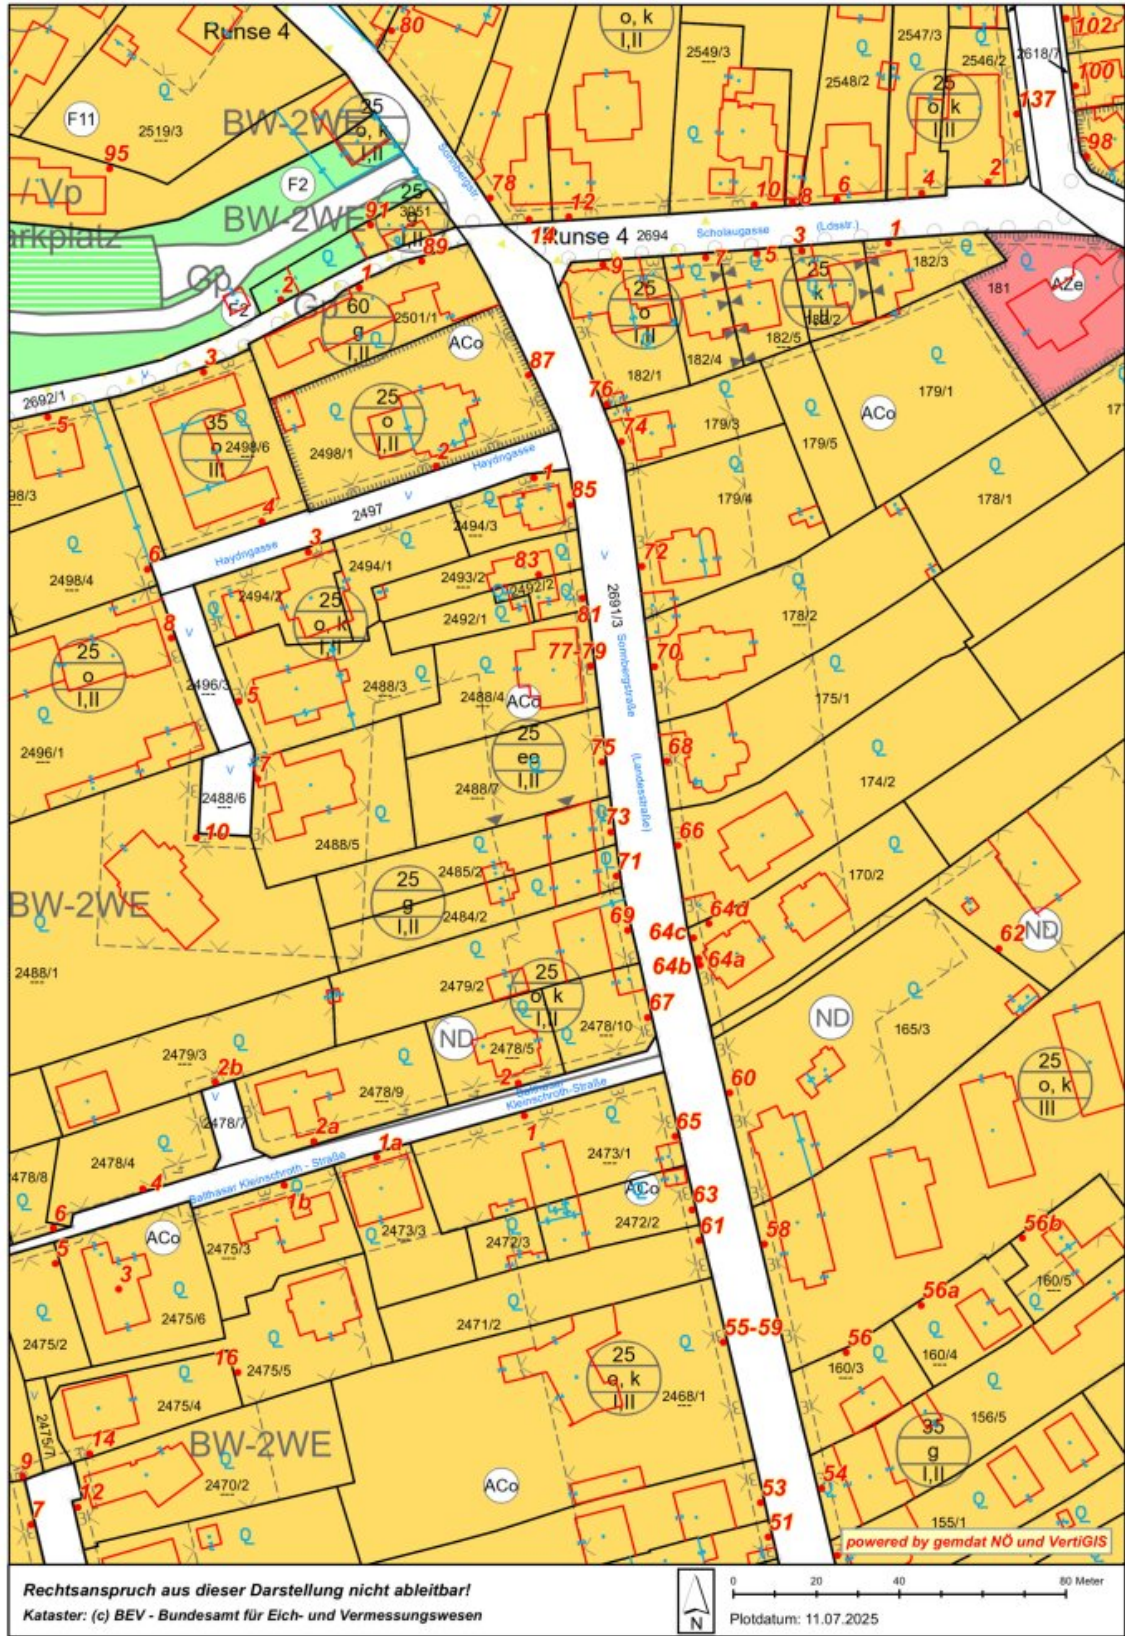 Runse 4
80
25
o, k
I,II
2549/3
2547/3
2546/2
2618/7
102
100
137
98
F11
2519/3
BW-2WE
25
o, k
I,II
2548/2
25
o, k
I,II
95
F2
Sonnbergstr.
78
10
8
6
4
2
12
/ Vp
BW-2WE
25
g
3051
91
89
14
Runse 4
2694
Scholaugasse
(Ldsstr.)
3
1
5
7
9
arkplatz
Gp
F2
Gp
2
1
60
g
I,II
2501/1
ACo
25
o
I,II
25
k
I,II
182/2
182/3
181
AZe
182/5
182/4
182/1
87
76
179/1
ACo
3
2692/1
5
35
o
III
2498/6
25
o
I,II
2498/1
74
179/3
179/5
2
Haydngasse
1
85
179/4
178/1
98/3
4
2497
2494/3
3
Haydngasse
6
2498/4
2494/1
2494/2
2493/2
83
2492/2
72
2492/1
81
2691/3
178/2
25
o, k
I,II
8
25
o
I,II
77-79
70
Sonnbergstraße
2496/3
5
2488/3
2488/4
ACo
175/1
2496/1
25
eo
I,II
75
68
(Landesstraße)
7
2488/6
2488/7
174/2
10
2488/5
73
66
71
2485/2
170/2
25
g
I,II
2484/2
BW-2WE
69
64d
64c
64a
64b
62
ND
2488/1
2479/2
25
o, k
I,II
67
ND
165/3
ND
2478/10
2478/5
2479/3
2b
2
25
o, k
III
2478/9
60
Balthasar
Kleinschroth-Straße
2478/7
2a
1
65
2473/1
1a
2478/4
478/8
4
Balthasar Kleinschroth - Straße
1b
ACo
6
5
ACo
2475/3
2473/3
2472/3
2472/2
63
61
58
56b
3
160/5
56a
2475/6
2475/2
2471/2
55-59
56
16
2475/5
25
o, k
I,II
160/3
160/4
2475/4
2468/1
156/5
2475/7
14
BW-2WE
35
g
I,II
9
12
2470/2
ACo
53
54
7
51
155/1
powered by gemdat NÖ und VertiGIS
Rechtsanspruch aus dieser Darstellung nicht ableitbar!
Kataster: (c) BEV - Bundesamt für Eich- und Vermessungswesen
N
0 20 40 80 Meter
Plotdatum: 11.07.2025